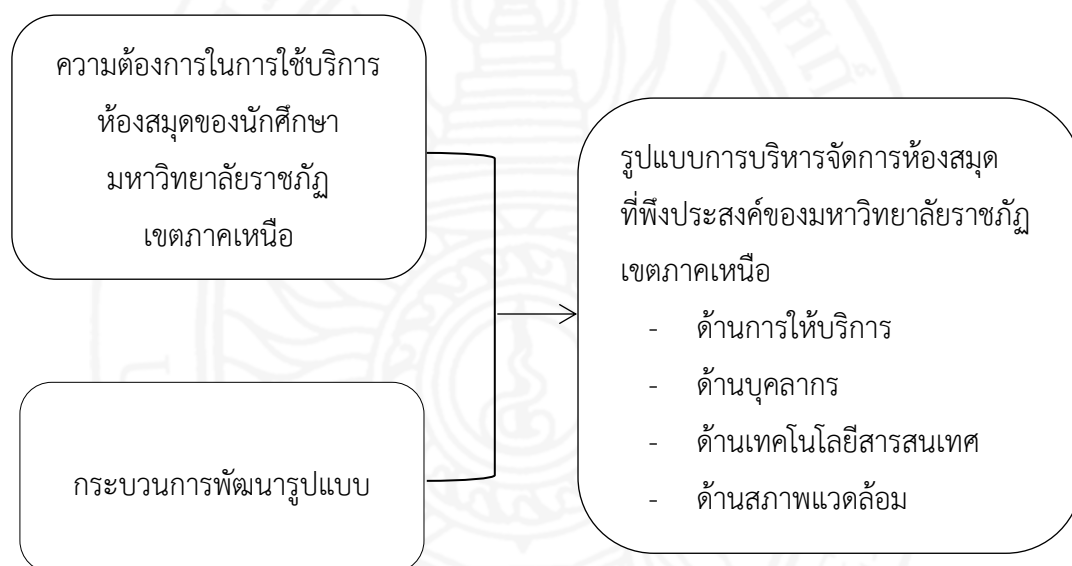 ความต้องการในการใช้บริการ
ห้องสมุดของนักศึกษา
มหาวิทยาลัยราชภัฏ
เขตภาคเหนือ
กระบวนการพัฒนารูปแบบ
รูปแบบการบริหารจัดการห้องสมุด
ที่พึงประสงค์ของมหาวิทยาลัยราชภัฏ
เขตภาคเหนือ
- ด้านการให้บริการ
- ด้านบุคลากร
- ด้านเทคโนโลยีสารสนเทศ
- ด้านสภาพแวดล้อม